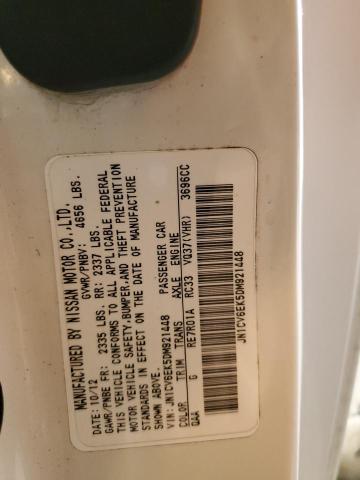 MANUFACTURED BY NISSAN MOTOR CO.,LTD.
DATE: 10/12 GVWR/PNBV: 4656 LBS.
GAWR/PNBE FR: 2335 LBS. RR: 2337 LBS.
THIS VEHICLE CONFORMS TO ALL APPLICABLE FEDERAL
MOTOR VEHICLE SAFETY, BUMPER, AND THEFT PREVENTION
STANDARDS IN EFFECT ON THE DATE OF MANUFACTURE
SHOWN ABOVE.
VIN: JN1CV6EK5DM921448 PASSENGER CAR
COLOR TRIM TRANS AXLE ENGINE
QAA G RE7R01A RC33 VQ37(VHR) 3696CC
JN1CV6EK5DM921448